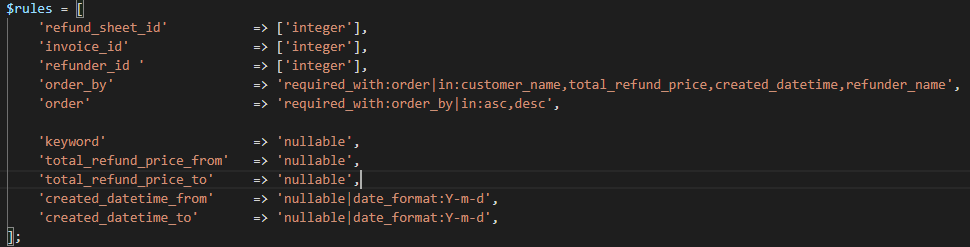 $rules = [
    'refund_sheet_id'           => ['integer'],
    'invoice_id'                => ['integer'],
    'refunder_id '              => ['integer'],
    'order_by'                  => 'required_with:order|in:customer_name,total_refund_price,created_datetime,refunder_name',
    'order'                     => 'required_with:order_by|in:asc,desc',

    'keyword'                   => 'nullable',
    'total_refund_price_from'   => 'nullable',
    'total_refund_price_to'     => 'nullable',
    'created_datetime_from'     => 'nullable|date_format:Y-m-d',
    'created_datetime_to'       => 'nullable|date_format:Y-m-d',
];